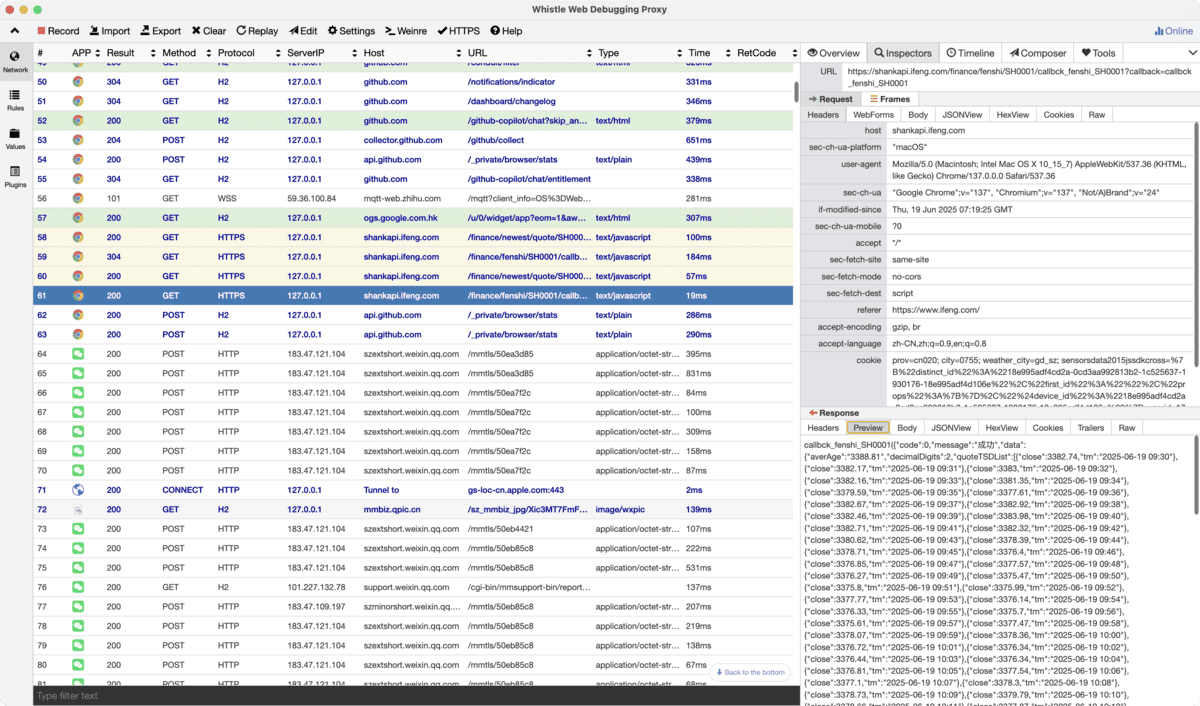 Whistle Web Debugging Proxy
Record Import Export Clear Replay Edit Settings Weinre HTTPS Help Online
Network
Rules
Values
Plugins
# APP Result Method Protocol ServerIP Host URL Type Time RetCode
50 304 GET H2 127.0.0.1 github.com /notifications/indicator 331ms
51 304 GET H2 127.0.0.1 github.com /dashboard/changelog 346ms
52 200 GET H2 127.0.0.1 github.com /github-copilot/chat?skip_an... text/html 379ms
53 204 POST H2 127.0.0.1 collector.github.com /github/collect 651ms
54 200 POST H2 127.0.0.1 api.github.com /_private/browser/stats text/plain 439ms
55 304 GET H2 127.0.0.1 github.com /github-copilot/chat/entitlement 338ms
56 101 GET WSS 59.36.100.84 mqtt-web.zhihu.com /mqtt?client_info=OS%3DWeb... 281ms
57 200 GET H2 127.0.0.1 ogs.google.com.hk /u/0/widget/app?eom=1&aw... text/html 307ms
58 200 GET HTTPS 127.0.0.1 shankapi.ifeng.com /finance/newest/quote/SH000... text/javascript 100ms
59 304 GET HTTPS 127.0.0.1 shankapi.ifeng.com /finance/fenshi/SH0001/callb... text/javascript 184ms
60 200 GET HTTPS 127.0.0.1 shankapi.ifeng.com /finance/newest/quote/SH000... text/javascript 57ms
61 200 GET HTTPS 127.0.0.1 shankapi.ifeng.com /finance/fenshi/SH0001/callb... text/javascript 19ms
62 200 POST H2 127.0.0.1 api.github.com /_private/browser/stats text/plain 286ms
63 200 POST H2 127.0.0.1 api.github.com /_private/browser/stats text/plain 290ms
64 200 POST HTTP 183.47.121.104 szextshort.weixin.qq.com /mmtls/50ea3d85 application/octet-str... 395ms
65 200 POST HTTP 183.47.121.104 szextshort.weixin.qq.com /mmtls/50ea3d85 application/octet-str... 831ms
66 200 POST HTTP 183.47.121.104 szextshort.weixin.qq.com /mmtls/50ea7f2c application/octet-str... 84ms
67 200 POST HTTP 183.47.121.104 szextshort.weixin.qq.com /mmtls/50ea7f2c application/octet-str... 100ms
68 200 POST HTTP 183.47.121.104 szextshort.weixin.qq.com /mmtls/50ea7f2c application/octet-str... 309ms
69 200 POST HTTP 183.47.121.104 szextshort.weixin.qq.com /mmtls/50ea7f2c application/octet-str... 158ms
70 200 POST HTTP 183.47.121.104 szextshort.weixin.qq.com /mmtls/50ea7f2c application/octet-str... 87ms
71 200 CONNECT HTTP 127.0.0.1 Tunnel to gs-loc-cn.apple.com:443 2ms
72 200 GET H2 127.0.0.1 mmbiz.qpic.cn /sz_mmbiz_jpg/Xic3MT7FmF... image/wxpic 139ms
73 200 POST HTTP 183.47.121.104 szextshort.weixin.qq.com /mmtls/50eb4421 application/octet-str... 107ms
74 200 POST HTTP 183.47.121.104 szextshort.weixin.qq.com /mmtls/50eb85c8 application/octet-str... 222ms
75 200 POST HTTP 183.47.121.104 szextshort.weixin.qq.com /mmtls/50eb85c8 application/octet-str... 531ms
76 200 GET H2 101.227.132.78 support.weixin.qq.com /cgi-bin/mmsupport-bin/report... 137ms
77 200 POST HTTP 183.47.109.197 szminorshort.weixin.qq.... /mmtls/50eb85c8 application/octet-str... 207ms
78 200 POST HTTP 183.47.121.104 szextshort.weixin.qq.com /mmtls/50eb85c8 application/octet-str... 219ms
79 200 POST HTTP 183.47.121.104 szextshort.weixin.qq.com /mmtls/50eb85c8 application/octet-str... 138ms
80 200 POST HTTP 183.47.121.104 szextshort.weixin.qq.com /mmtls/50eb85c8 application/octet-str... 67ms
Back to the bottom
Type filter text
Overview Inspectors Timeline Composer Tools
URL https://shankapi.ifeng.com/finance/fenshi/SH0001/callbck_fenshi_SH0001?callback=callbck
_fenshi_SH0001
Request Frames
Headers WebForms Body JSONView HexView Cookies Raw
host shankapi.ifeng.com
sec-ch-ua-platform "macOS"
user-agent Mozilla/5.0 (Macintosh; Intel Mac OS X 10_15_7) AppleWebKit/537.36 (KHTML,
like Gecko) Chrome/137.0.0.0 Safari/537.36
sec-ch-ua "Google Chrome";v="137", "Chromium";v="137", "Not/A)Brand";v="24"
if-modified-since Thu, 19 Jun 2025 07:19:25 GMT
sec-ch-ua-mobile ?0
accept */*
sec-fetch-site same-site
sec-fetch-mode no-cors
sec-fetch-dest script
referer https://www.ifeng.com/
accept-encoding gzip, br
accept-language zh-CN,zh;q=0.9,en;q=0.8
cookie prov=cn020; city=0755; weather_city=gd_sz; sensorsdata2015jssdkcross=%7
B%22distinct_id%22%3A%2218e995adf4cd2a-0cd3aa992813b2-1c525637-
1930176-18e995adf4d106e%22%2C%22first_id%22%3A%22%22%2C%22pr
ops%22%3A%7B%7D%2C%22%24device_id%22%3A%2218e995adf4cd2a
Response
Headers Preview Body JSONView HexView Cookies Trailers Raw
callbck_fenshi_SH0001({"code":0,"message":"成功","data":
{"averAge":"3388.81","decimalDigits":2,"quoteTSDList":[{"close":3382.74,"tm":"2025-06-19 09:30"},
{"close":3382.17,"tm":"2025-06-19 09:31"},{"close":3383,"tm":"2025-06-19 09:32"},
{"close":3382.16,"tm":"2025-06-19 09:33"},{"close":3381.35,"tm":"2025-06-19 09:34"},
{"close":3379.59,"tm":"2025-06-19 09:35"},{"close":3377.61,"tm":"2025-06-19 09:36"},
{"close":3382.67,"tm":"2025-06-19 09:37"},{"close":3382.92,"tm":"2025-06-19 09:38"},
{"close":3382.46,"tm":"2025-06-19 09:39"},{"close":3383.98,"tm":"2025-06-19 09:40"},
{"close":3382.71,"tm":"2025-06-19 09:41"},{"close":3382.32,"tm":"2025-06-19 09:42"},
{"close":3380.62,"tm":"2025-06-19 09:43"},{"close":3378.39,"tm":"2025-06-19 09:44"},
{"close":3378.71,"tm":"2025-06-19 09:45"},{"close":3376.4,"tm":"2025-06-19 09:46"},
{"close":3376.85,"tm":"2025-06-19 09:47"},{"close":3377.57,"tm":"2025-06-19 09:48"},
{"close":3376.27,"tm":"2025-06-19 09:49"},{"close":3375.47,"tm":"2025-06-19 09:50"},
{"close":3375.8,"tm":"2025-06-19 09:51"},{"close":3375.99,"tm":"2025-06-19 09:52"},
{"close":3377.77,"tm":"2025-06-19 09:53"},{"close":3376.14,"tm":"2025-06-19 09:54"},
{"close":3376.33,"tm":"2025-06-19 09:55"},{"close":3375.7,"tm":"2025-06-19 09:56"},
{"close":3375.61,"tm":"2025-06-19 09:57"},{"close":3377.47,"tm":"2025-06-19 09:58"},
{"close":3378.07,"tm":"2025-06-19 09:59"},{"close":3378.36,"tm":"2025-06-19 10:00"},
{"close":3376.72,"tm":"2025-06-19 10:01"},{"close":3376.34,"tm":"2025-06-19 10:02"},
{"close":3376.44,"tm":"2025-06-19 10:03"},{"close":3376.34,"tm":"2025-06-19 10:04"},
{"close":3376.81,"tm":"2025-06-19 10:05"},{"close":3377.54,"tm":"2025-06-19 10:06"},
{"close":3377.1,"tm":"2025-06-19 10:07"},{"close":3378.3,"tm":"2025-06-19 10:08"},
{"close":3378.73,"tm":"2025-06-19 10:09"},{"close":3379.79,"tm":"2025-06-19 10:10"},